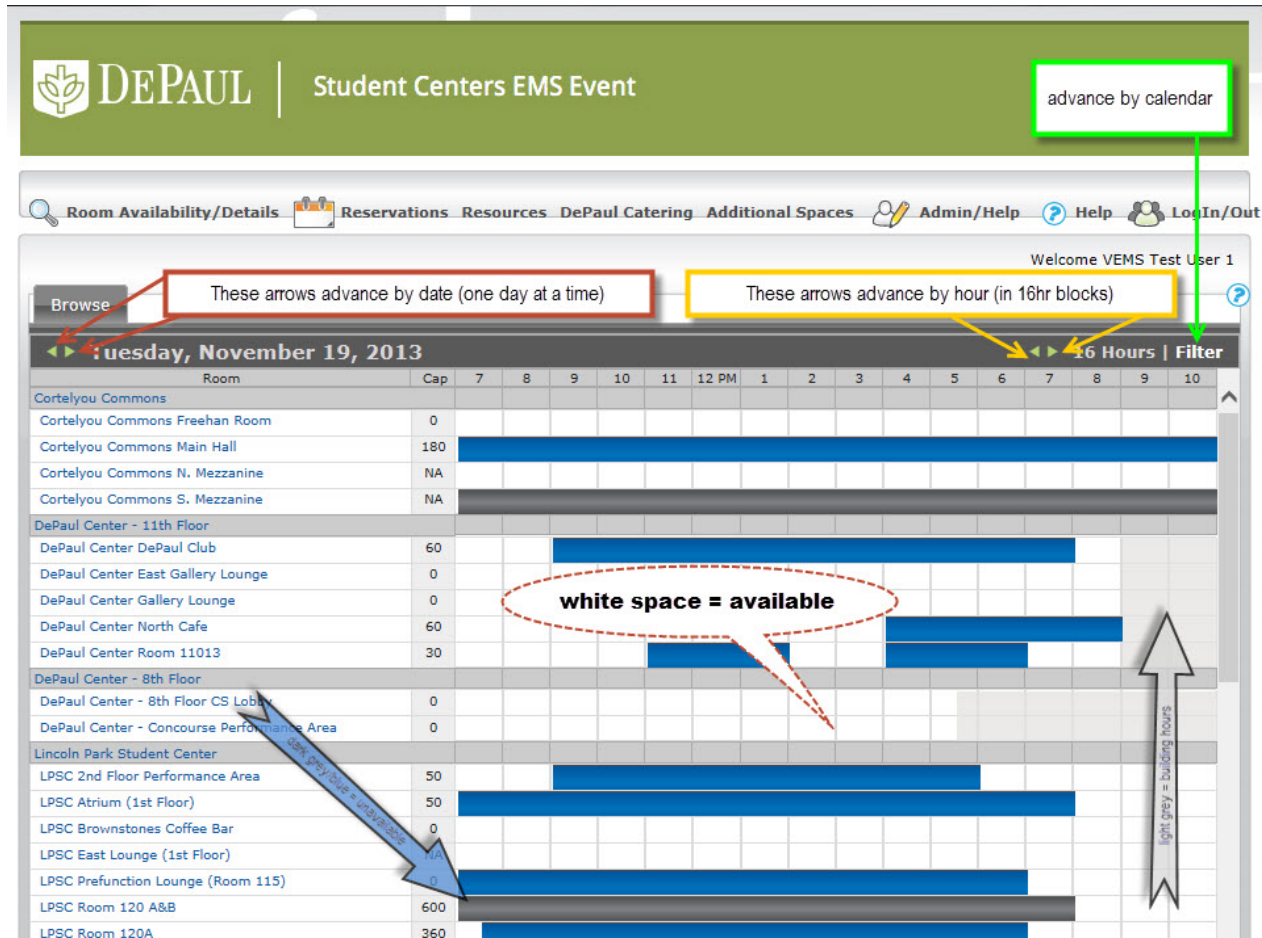 DEPAUL | Student Centers EMS Event
advance by calendar
Room Availability/Details Reservations Resources DePaul Catering Additional Spaces Admin/Help ? Help LogIn/Out
Welcome VEMS Test User 1
Browse
These arrows advance by date (one day at a time)
These arrows advance by hour (in 16hr blocks)
?
Tuesday, November 19, 2013
16 Hours | Filter
Room Cap 7 8 9 10 11 12 PM 1 2 3 4 5 6 7 8 9 10
Cortelyou Commons
Cortelyou Commons Freehan Room 0
Cortelyou Commons Main Hall 180
Cortelyou Commons N. Mezzanine NA
Cortelyou Commons S. Mezzanine NA
DePaul Center - 11th Floor
DePaul Center DePaul Club 60
DePaul Center East Gallery Lounge 0
DePaul Center Gallery Lounge 0
white space = available
DePaul Center North Cafe 60
DePaul Center Room 11013 30
DePaul Center - 8th Floor
DePaul Center - 8th Floor CS Lobby 0
DePaul Center - Concourse Performance Area 0
dark grey/blue = unavailable
light grey = building hours
Lincoln Park Student Center
LPSC 2nd Floor Performance Area 50
LPSC Atrium (1st Floor) 50
LPSC Brownstones Coffee Bar 0
LPSC East Lounge (1st Floor) NA
LPSC Prefunction Lounge (Room 115) 0
LPSC Room 120 A&B 600
LPSC Room 120A 360